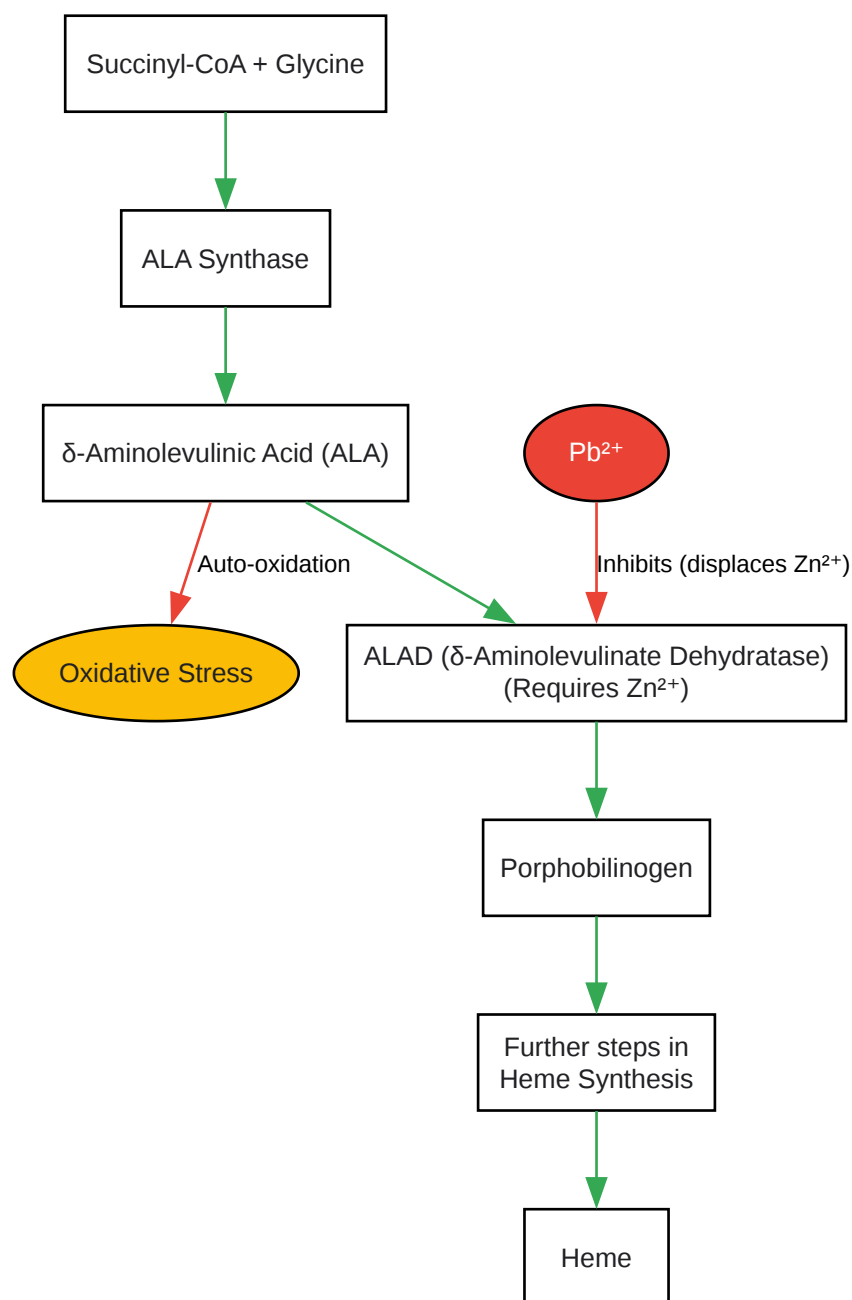 Succinyl-CoA + Glycine
ALA Synthase
δ-Aminolevulinic Acid (ALA)
Pb²⁺
Auto-oxidation
Inhibits (displaces Zn²⁺)
Oxidative Stress
ALAD (δ-Aminolevulinate Dehydratase)
(Requires Zn²⁺)
Porphobilinogen
Further steps in
Heme Synthesis
Heme